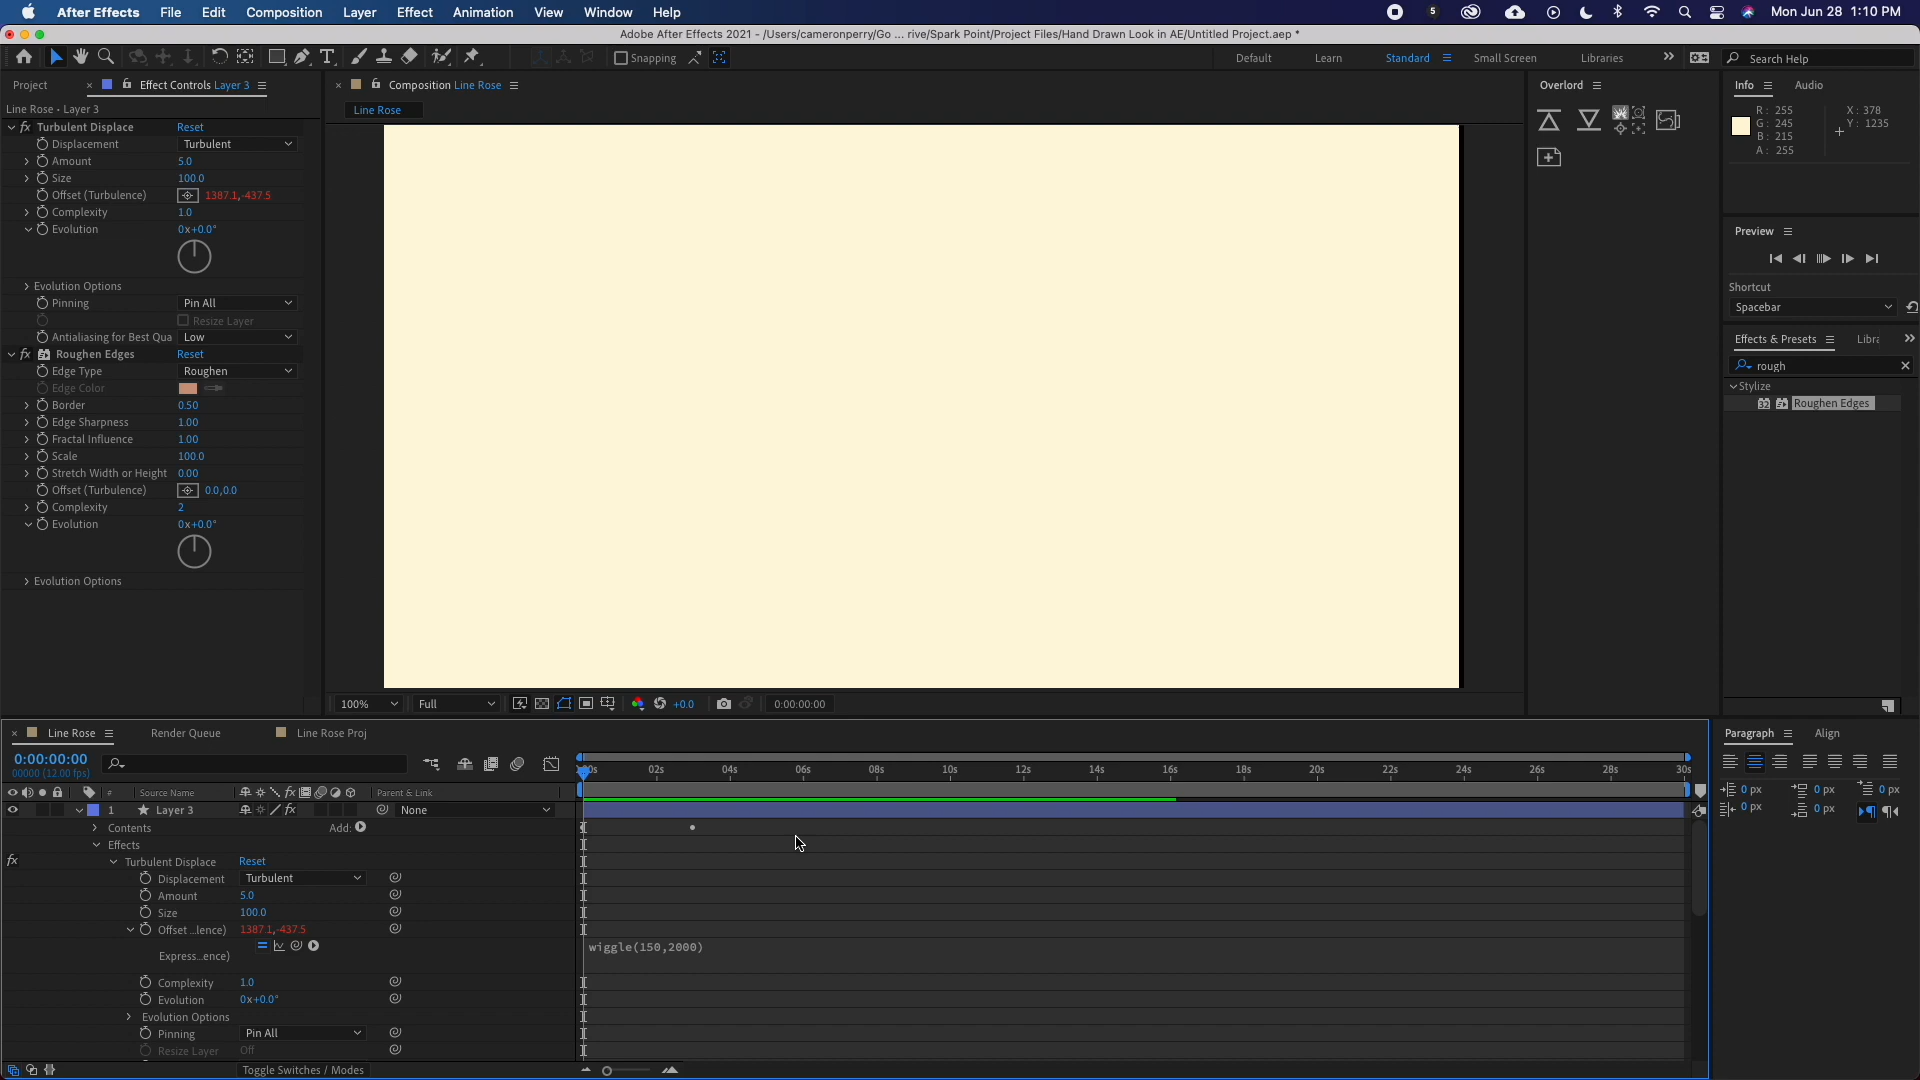 After Effects File Edit Composition Layer Effect Animation View Window Help 5 Mon Jun 28 1:10 PM
Adobe After Effects 2021 - /Users/cameronperry/Go ... rive/Spark Point/Project Files/Hand Drawn Look in AE/Untitled Project.aep *
Snapping Default Learn Standard Small Screen Libraries Search Help
Project Effect Controls Layer 3 Composition Line Rose Overlord Info Audio
Line Rose • Layer 3 Line Rose
R: 255 X: 378
G: 245 Y: 1235
B: 215
A: 255
Turbulent Displace Reset
Displacement Turbulent
Amount 5.0
Size 100.0
Offset (Turbulence) 1387.1,-437.5
Complexity 1.0
Evolution 0x+0.0°
Evolution Options
Pinning Pin All
Resize Layer
Antialiasing for Best Qua Low
Roughen Edges Reset
Edge Type Roughen
Edge Color
Border 0.50
Edge Sharpness 1.00
Fractal Influence 1.00
Scale 100.0
Stretch Width or Height 0.00
Offset (Turbulence) 0.0,0.0
Complexity 2
Evolution 0x+0.0°
Evolution Options
Preview
Shortcut
Spacebar
Effects & Presets Libra
rough
Stylize
32 Roughen Edges
100% Full +0.0 0:00:00:00
Line Rose Render Queue Line Rose Proj
0:00:00:00
00000 (12.00 fps)
02s 04s 06s 08s 10s 12s 14s 16s 18s 20s 22s 24s 26s 28s 30s
# Source Name Parent & Link
1 Layer 3 None
Contents Add:
Effects
Turbulent Displace Reset
Displacement Turbulent
Amount 5.0
Size 100.0
Offset ...lence) 1387.1,-437.5
Express...ence) wiggle(150,2000)
Complexity 1.0
Evolution 0x+0.0°
Evolution Options
Pinning Pin All
Resize Layer Off
Toggle Switches / Modes
Paragraph Align
0 px 0 px 0 px
0 px 0 px